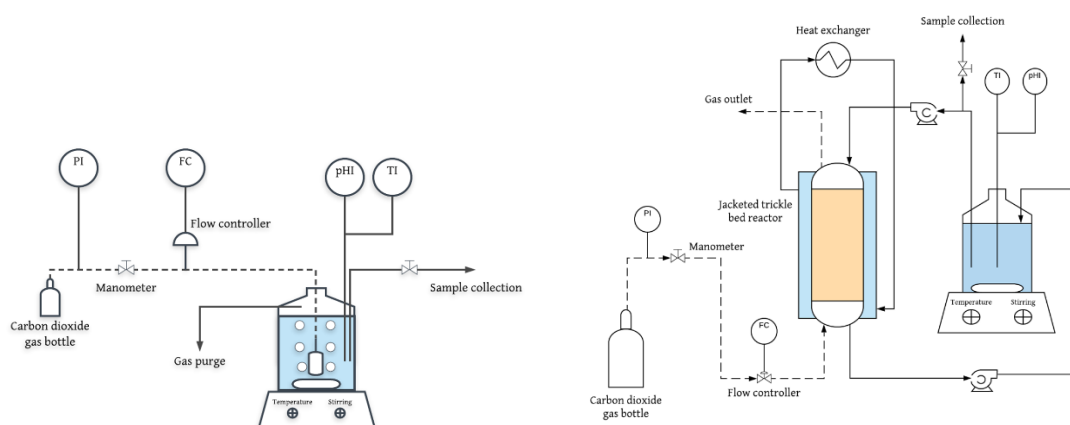 PI
FC
pHI
TI
Flow controller
Manometer
Carbon dioxide
gas bottle
Gas purge
Sample collection
Temperature
Stirring
Heat exchanger
Sample collection
TI
pHI
Gas outlet
C
Jacketed trickle
bed reactor
PI
Manometer
FC
Flow controller
Carbon dioxide
gas bottle
Temperature
Stirring
C